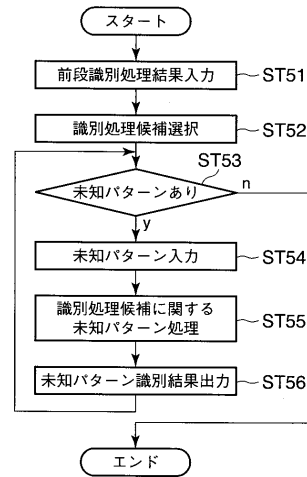 スタート
前段識別処理結果入力 ST51
識別処理候補選択 ST52
ST53
未知パターンあり n
y
未知パターン入力 ST54
識別処理候補に関する
未知パターン処理 ST55
未知パターン識別結果出力 ST56
エンド